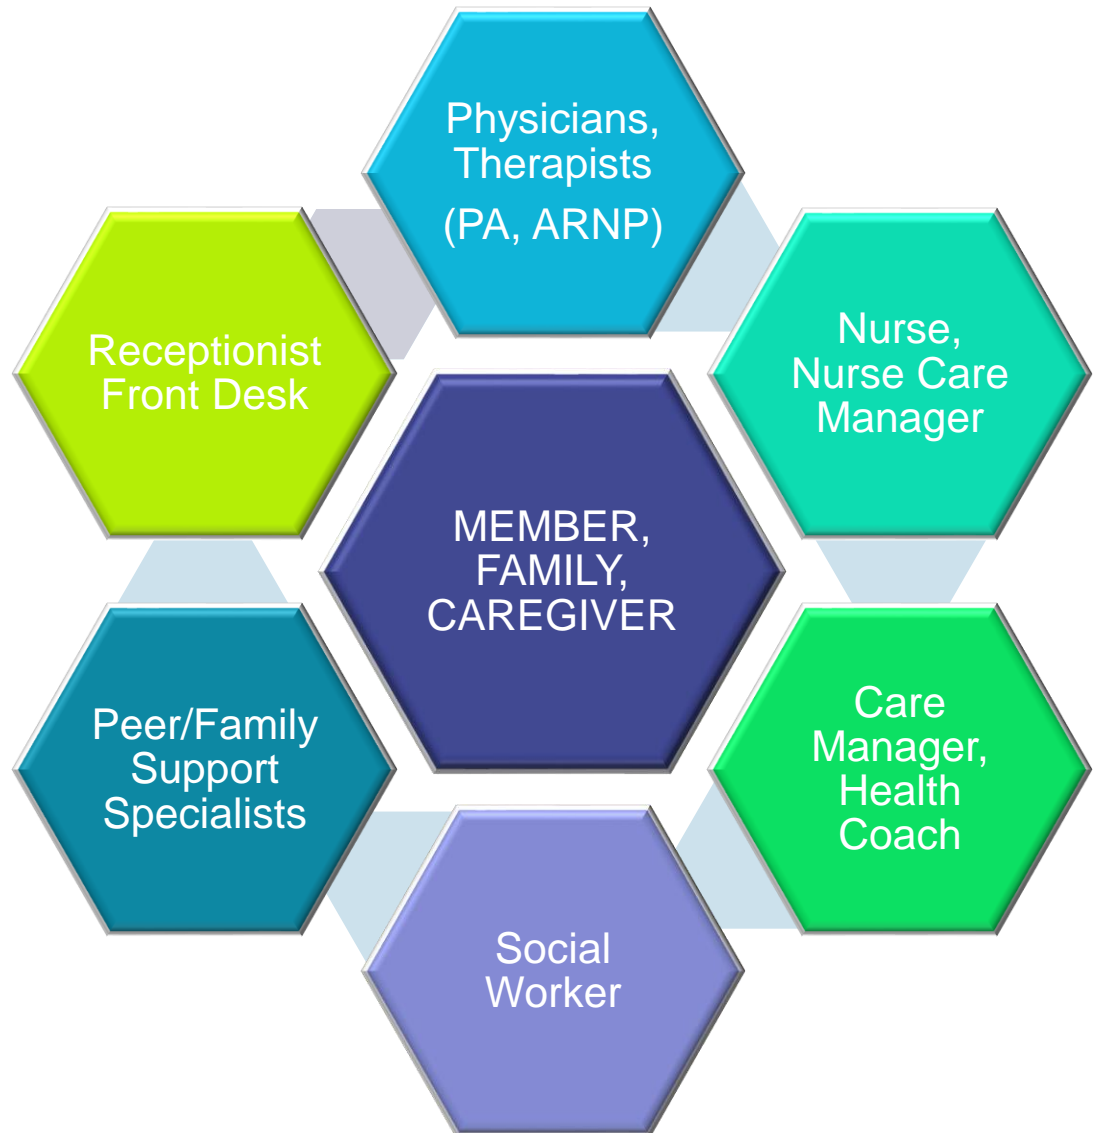 Physicians,
Therapists
(PA, ARNP)
Receptionist
Front Desk
Nurse,
Nurse Care
Manager
MEMBER,
FAMILY,
CAREGIVER
Peer/Family
Support
Specialists
Care
Manager,
Health
Coach
Social
Worker